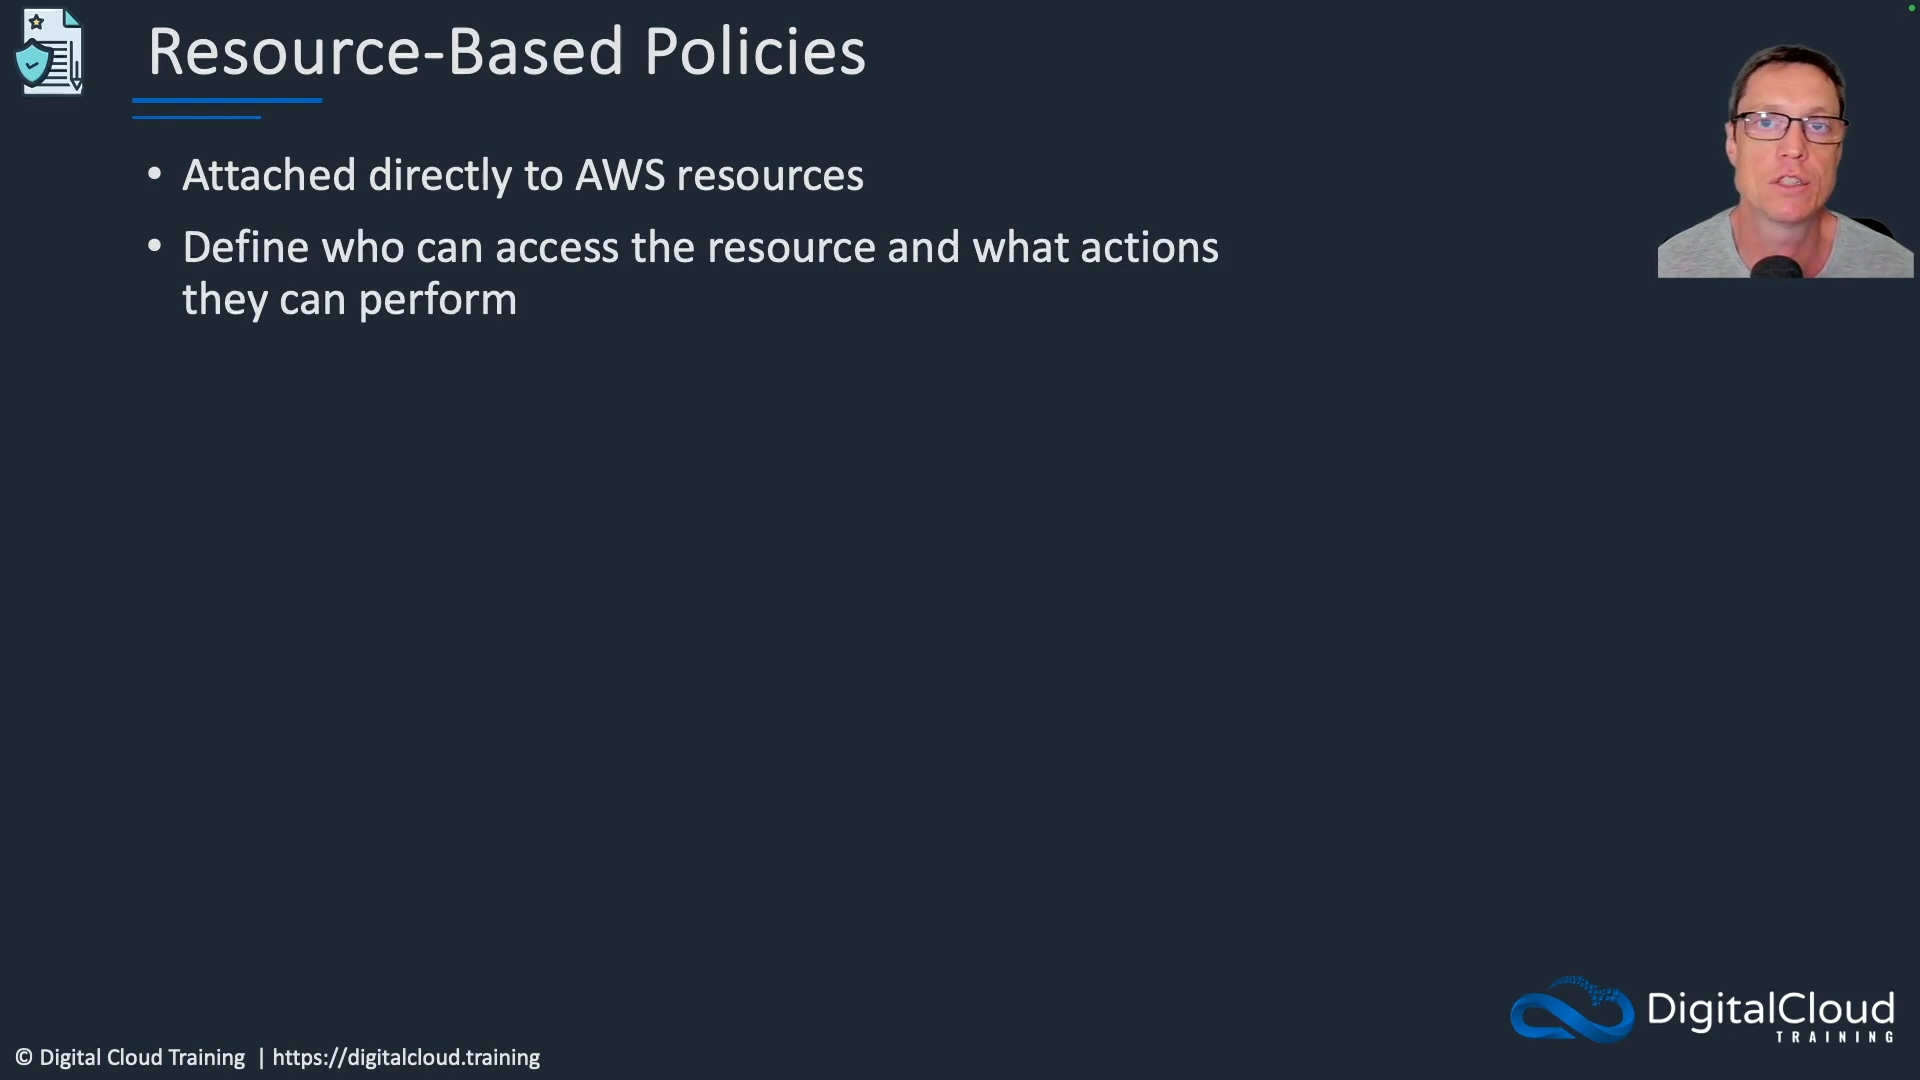 Resource-Based Policies
• Attached directly to AWS resources
• Define who can access the resource and what actions
they can perform
DigitalCloud
TRAINING
© Digital Cloud Training | https://digitalcloud.training